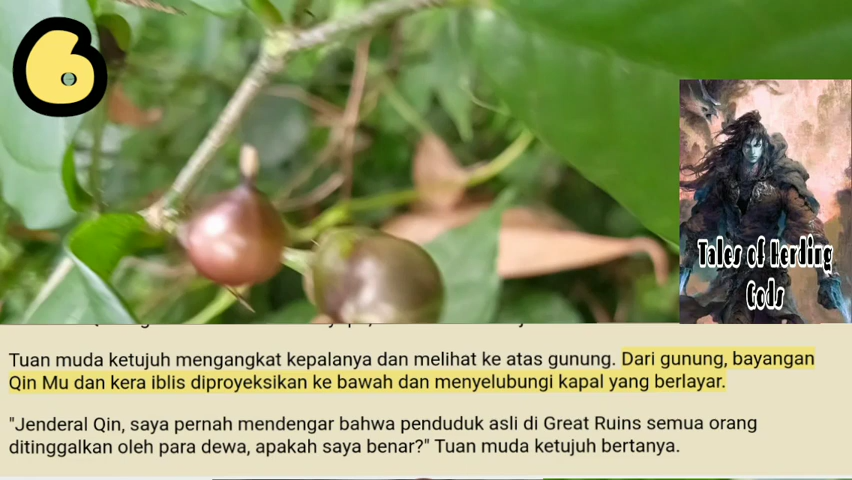 6
Tales of Herding
Gods
Tuan muda ketujuh mengangkat kepalanya dan melihat ke atas gunung. Dari gunung, bayangan
Qin Mu dan kera iblis diproyeksikan ke bawah dan menyelubungi kapal yang berlayar.
"Jenderal Qin, saya pernah mendengar bahwa penduduk asli di Great Ruins semua orang
ditinggalkan oleh para dewa, apakah saya benar?" Tuan muda ketujuh bertanya.